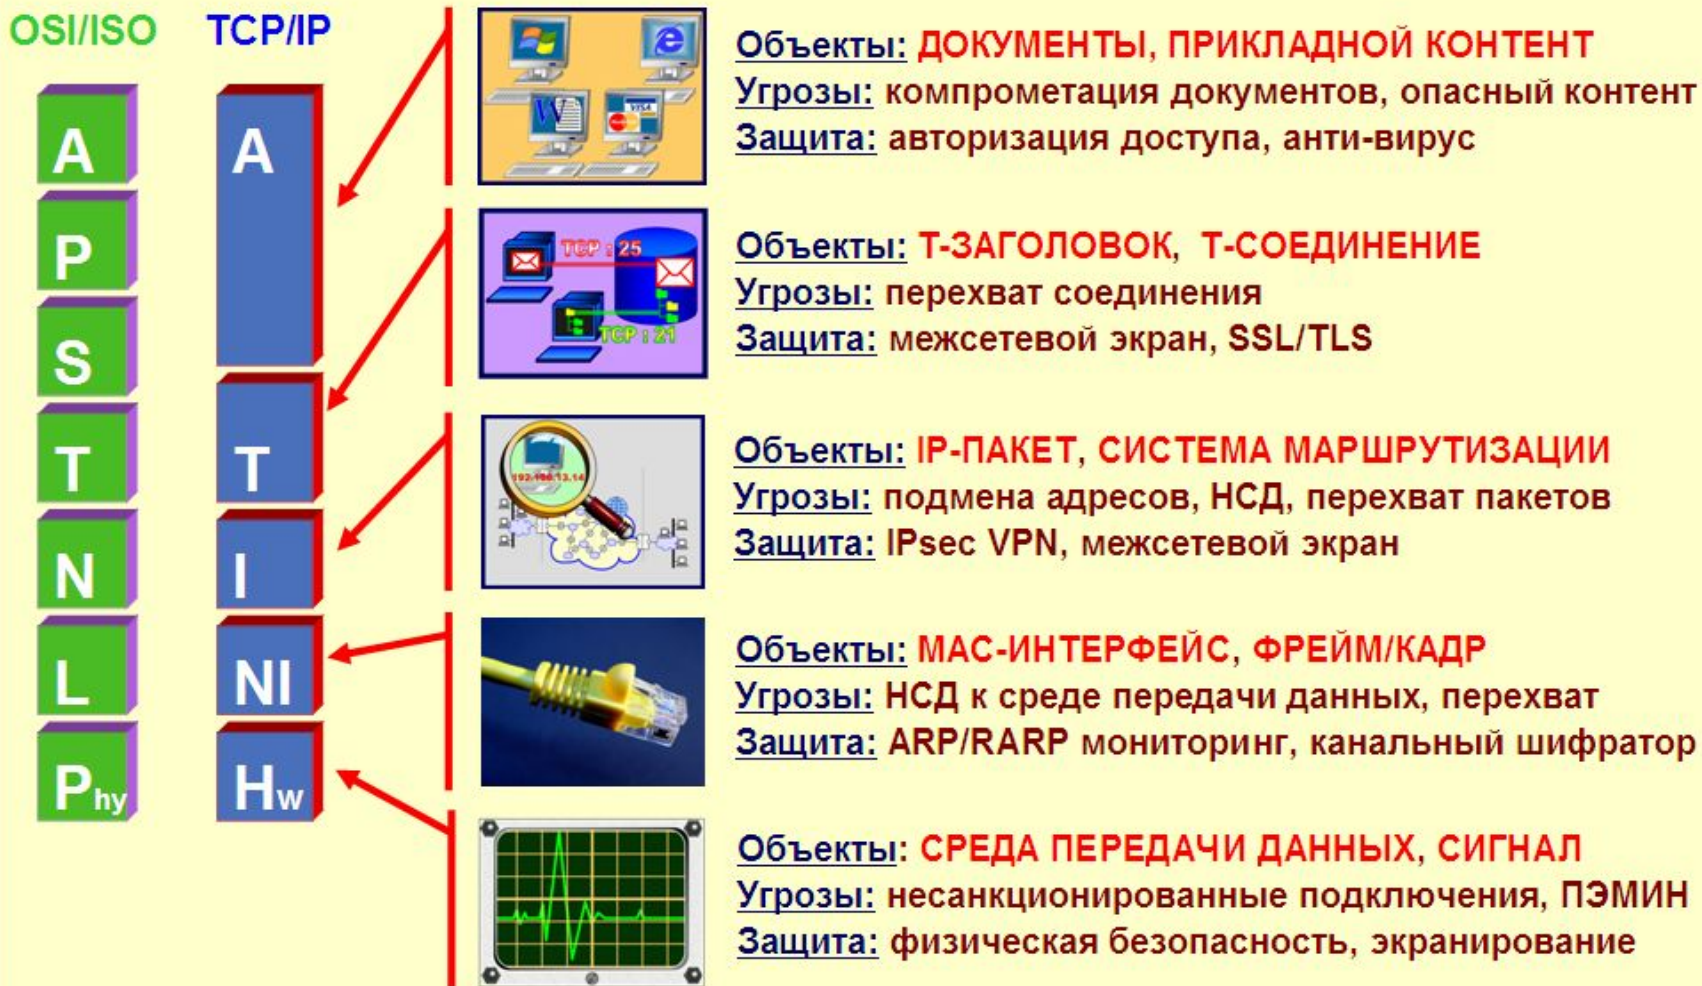 OSI/ISO
TCP/IP
A
P
S
T
N
L
Phy
A
T
I
NI
Hw
W
VISA
Объекты: ДОКУМЕНТЫ, ПРИКЛАДНОЙ КОНТЕНТ
Угрозы: компрометация документов, опасный контент
Защита: авторизация доступа, анти-вирус
TCP : 25
TCP : 21
Объекты: Т-ЗАГОЛОВОК, Т-СОЕДИНЕНИЕ
Угрозы: перехват соединения
Защита: межсетевой экран, SSL/TLS
Объекты: IP-ПАКЕТ, СИСТЕМА МАРШРУТИЗАЦИИ
Угрозы: подмена адресов, НСД, перехват пакетов
Защита: IPsec VPN, межсетевой экран
Объекты: МАС-ИНТЕРФЕЙС, ФРЕЙМ/КАДР
Угрозы: НСД к среде передачи данных, перехват
Защита: ARP/RARP мониторинг, канальный шифратор
Объекты: СРЕДА ПЕРЕДАЧИ ДАННЫХ, СИГНАЛ
Угрозы: несанкционированные подключения, ПЭМИН
Защита: физическая безопасность, экранирование